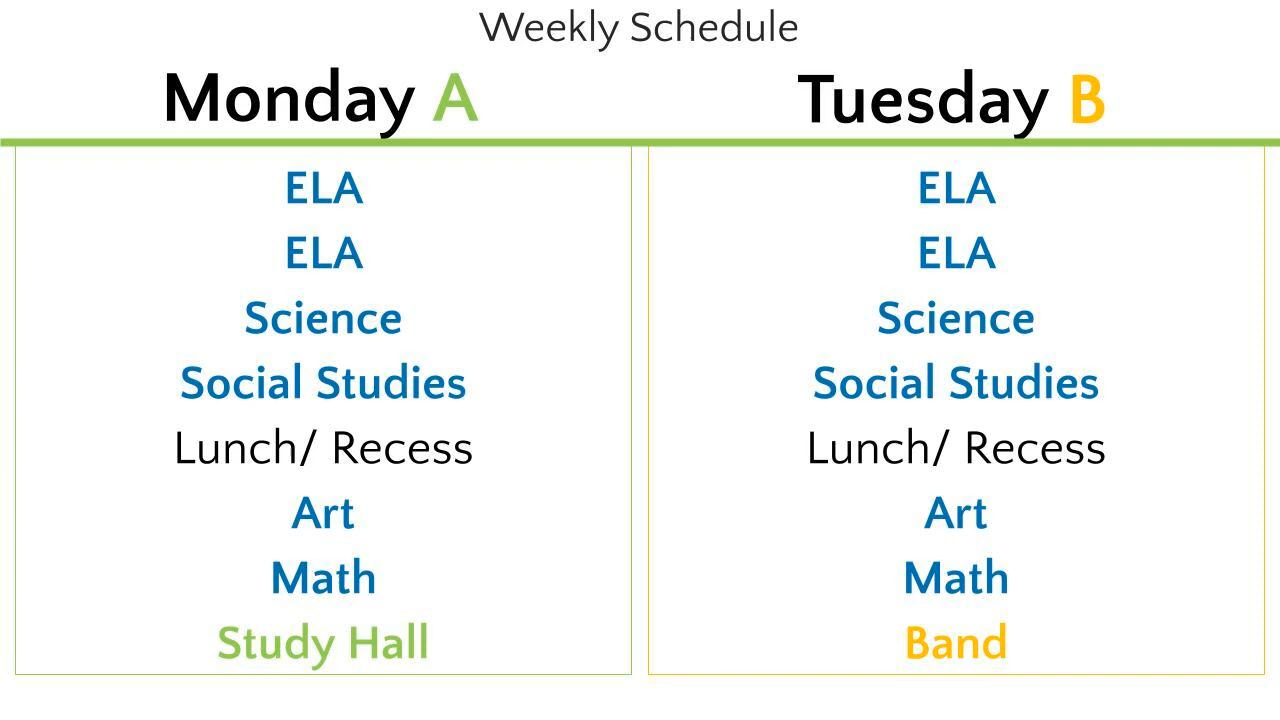 Weekly Schedule
Monday A
ELA
ELA
Science
Social Studies
Lunch/ Recess
Art
Math
Study Hall
Tuesday B
ELA
ELA
Science
Social Studies
Lunch/ Recess
Art
Math
Band